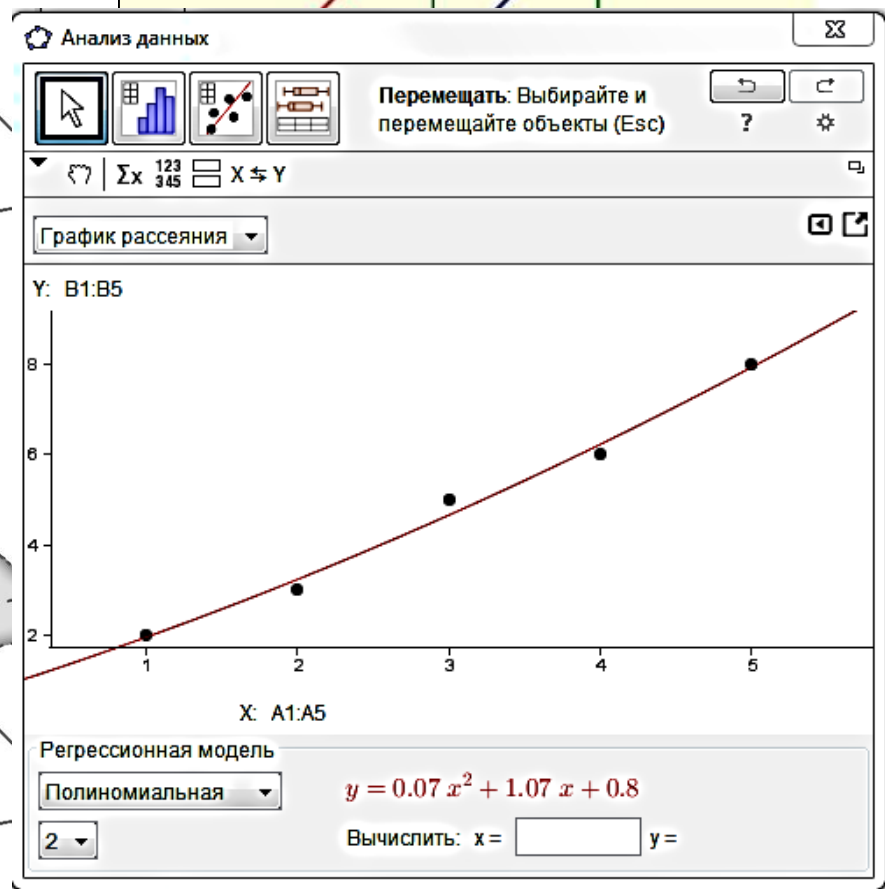 Анализ данных
Перемещать: Выбирайте и
перемещайте объекты (Esc)
?
Σx 123 345 X ⇆ Y
График рассеяния
Y: B1:B5
8
6
4
2
1 2 3 4 5
X: A1:A5
Регрессионная модель
Полиномиальная y = 0.07 x² + 1.07 x + 0.8
2 Вычислить: x = y =